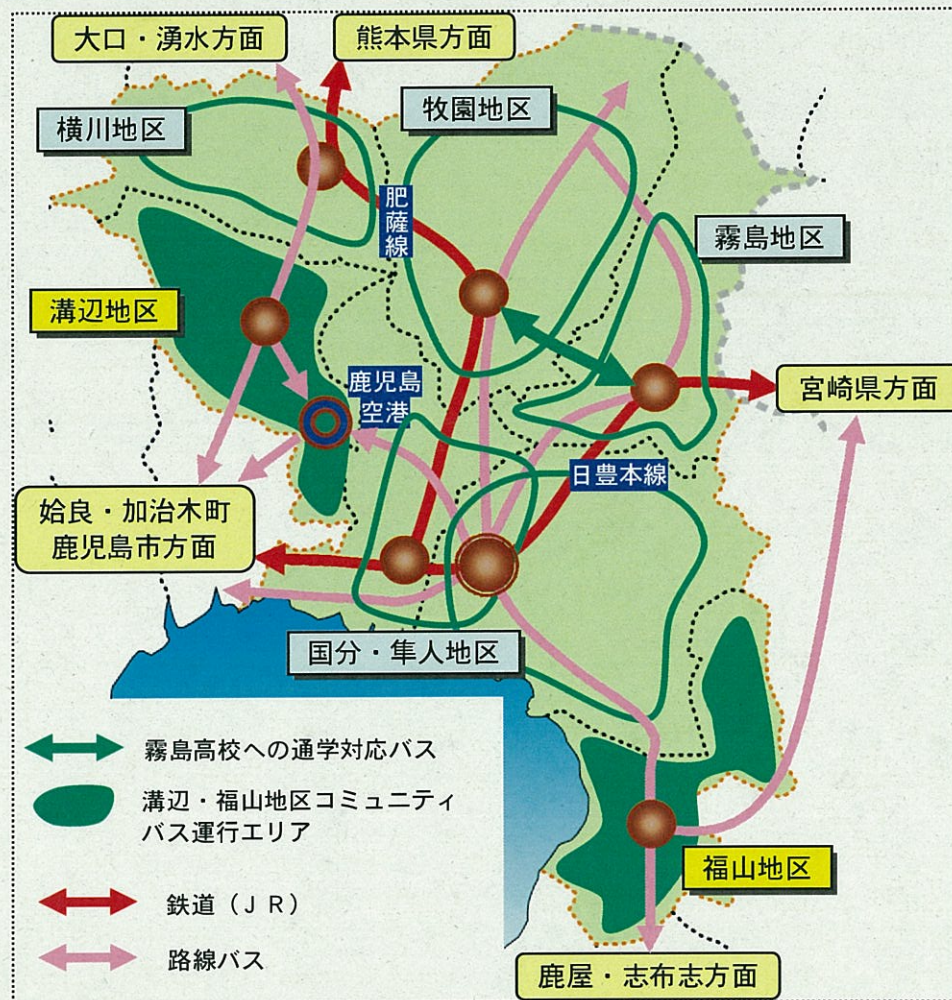 大口・湧水方面
熊本県方面
横川地区
牧園地区
肥薩線
霧島地区
溝辺地区
鹿児島
空港
宮崎県方面
日豊本線
姶良・加治木町
鹿児島市方面
国分・隼人地区
霧島高校への通学対応バス
溝辺・福山地区コミュニティ
バス運行エリア
福山地区
鉄道（ＪＲ）
路線バス
鹿屋・志布志方面